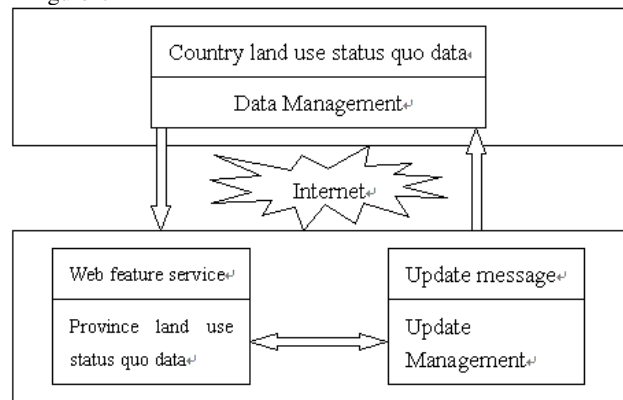 Country land use status quo data
Data Management
Internet
Web feature service
Province land use
status quo data
Update message
Update
Management